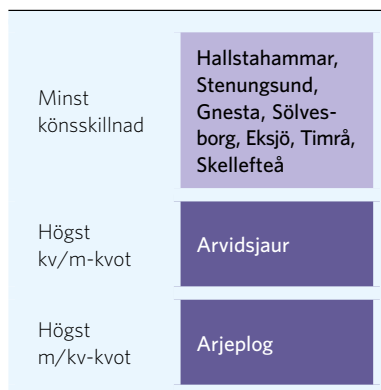 Minst
könsskillnad
Hallstahammar,
Stenungsund,
Gnesta, Sölves-
borg, Eksjö, Timrå,
Skellefteå
Högst
kv/m-kvot
Arvidsjaur
Högst
m/kv-kvot
Arjeplog